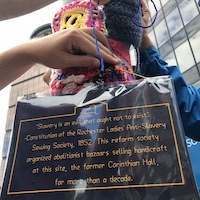 "Slavery is an evil that ought not to exist"
-Constitution of the Rochester Ladies Anti-Slavery
Sewing Society, 1852. This reform society
organized abolitionist bazaars selling handicraft
at this site, the former Corinthian Hall,
for more than a decade.